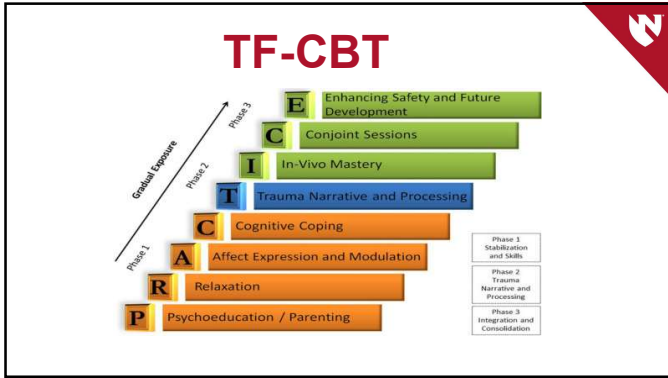 TF-CBT
N
E
Enhancing Safety and Future
Development
C
Conjoint Sessions
I
In-Vivo Mastery
T
Trauma Narrative and Processing
C
Cognitive Coping
A
Affect Expression and Modulation
R
Relaxation
P
Psychoeducation / Parenting
Gradual Exposure
Phase 3
Phase 2
Phase 1
Phase 1
Stabilization
and Skills
Phase 2
Trauma
Narrative and
Processing
Phase 3
Integration and
Consolidation